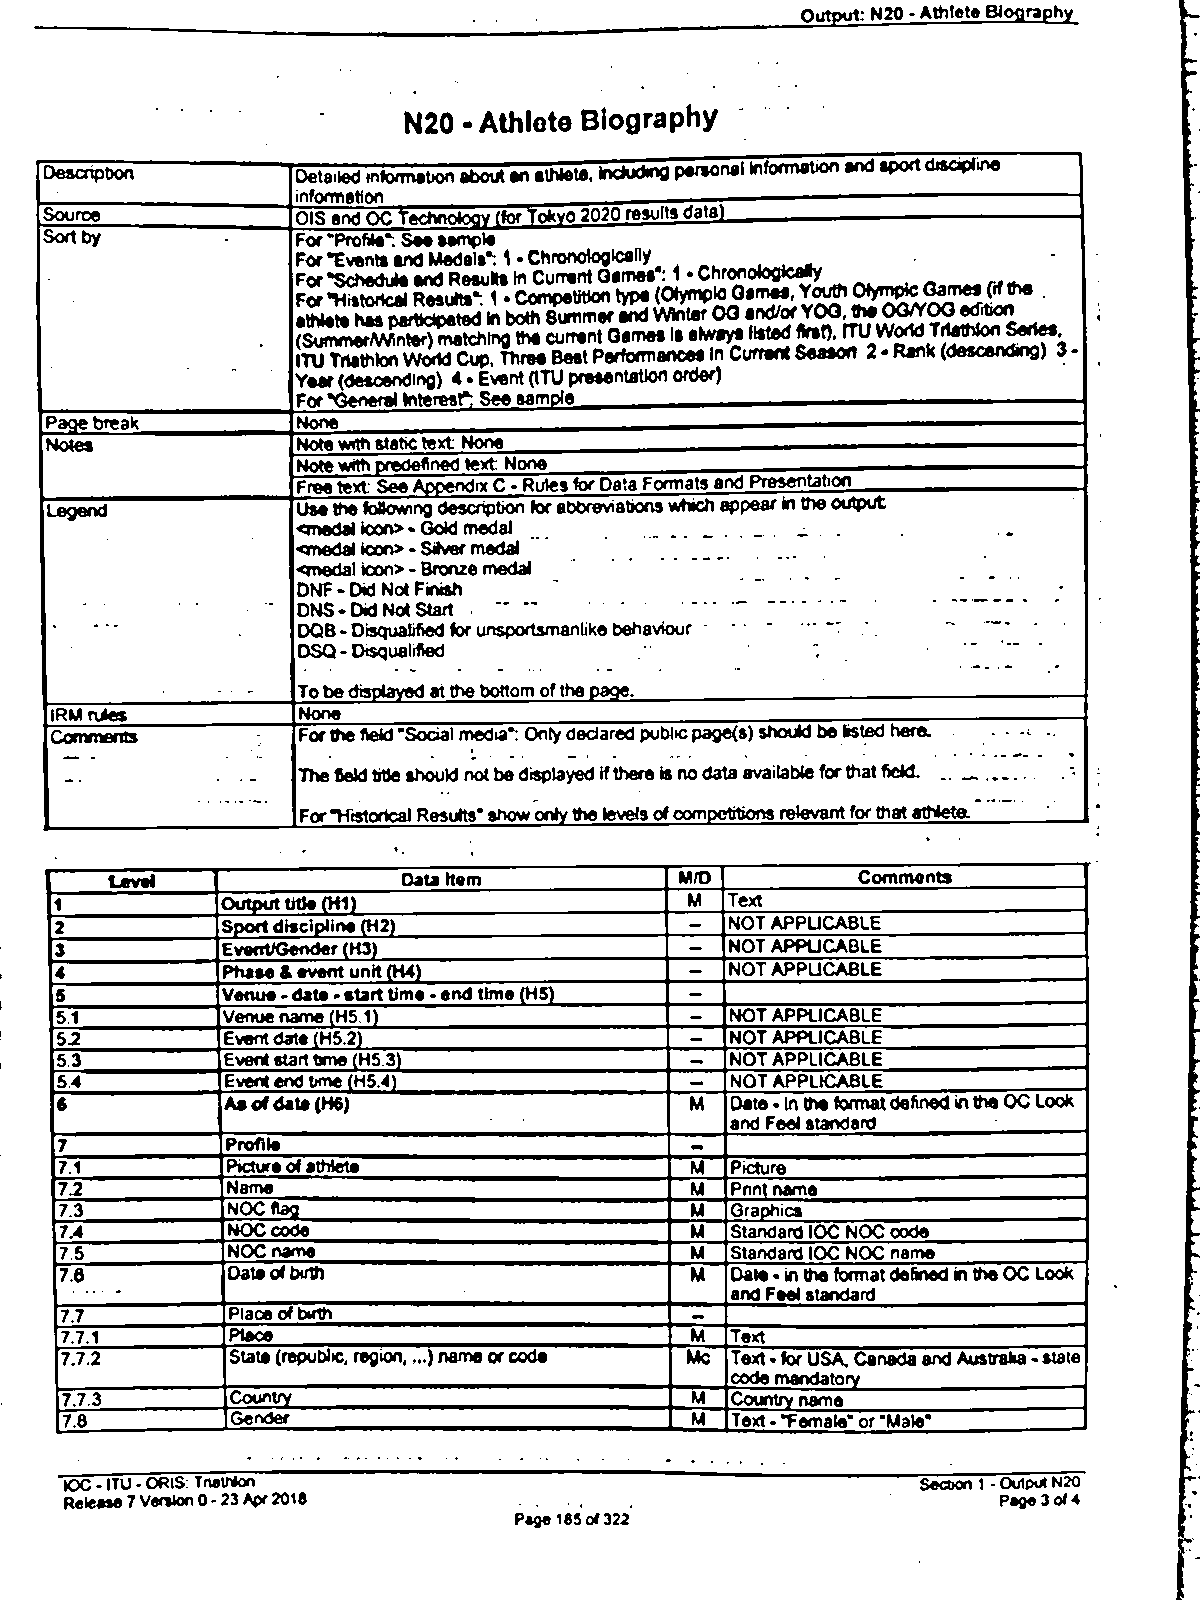 Output: N20 - Athlete Biography
N20 - Athlete Biography
Description
Detailed information about an athlete, including personal information and sport discipline
information
Source
OIS and OC Technology (for Tokyo 2020 results data)
Sort by
For "Profile": See sample
For "Events and Medals": 1 - Chronologically
For "Schedule and Results in Current Games": 1 - Chronologically
For "Historical Results": 1 - Competition type (Olympic Games, Youth Olympic Games (if the
athlete has participated in both Summer and Winter OG and/or YOG, the OG/YOG edition
(Summer/Winter) matching the current Games is always listed first), ITU World Triathlon Series,
ITU Triathlon World Cup, Three Best Performances in Current Season 2 - Rank (descending) 3 -
Year (descending) 4 - Event (ITU presentation order)
For "General Interest": See sample
Page break
None
Notes
Note with static text: None
Note with predefined text: None
Free text: See Appendix C - Rules for Data Formats and Presentation
Legend
Use the following description for abbreviations which appear in the output:
<medal icon> - Gold medal
<medal icon> - Silver medal
<medal icon> - Bronze medal
DNF - Did Not Finish
DNS - Did Not Start
DQB - Disqualified for unsportsmanlike behaviour
DSQ - Disqualified
To be displayed at the bottom of the page.
IRM rules
None
Comments
For the field "Social media": Only declared public page(s) should be listed here.
The field title should not be displayed if there is no data available for that field.
For "Historical Results" show only the levels of competitions relevant for that athlete.
Level Data Item M/D Comments
1 Output title (H1) M Text
2 Sport discipline (H2) – NOT APPLICABLE
3 Event/Gender (H3) – NOT APPLICABLE
4 Phase & event unit (H4) – NOT APPLICABLE
5 Venue - date - start time - end time (H5) –
5.1 Venue name (H5.1) – NOT APPLICABLE
5.2 Event date (H5.2) – NOT APPLICABLE
5.3 Event start time (H5.3) – NOT APPLICABLE
5.4 Event end time (H5.4) – NOT APPLICABLE
6 As of date (H6) M Date - in the format defined in the OC Look
and Feel standard
7 Profile –
7.1 Picture of athlete M Picture
7.2 Name M Print name
7.3 NOC flag M Graphics
7.4 NOC code M Standard IOC NOC code
7.5 NOC name M Standard IOC NOC name
7.6 Date of birth M Date - in the format defined in the OC Look
and Feel standard
7.7 Place of birth –
7.7.1 Place M Text
7.7.2 State (republic, region, ...) name or code Mc Text - for USA, Canada and Australia - state
code mandatory
7.7.3 Country M Country name
7.8 Gender M Text - "Female" or "Male"
IOC - ITU - ORIS: Triathlon
Section 1 - Output N20
Release 7 Version 0 - 23 Apr 2018
Page 3 of 4
Page 185 of 322